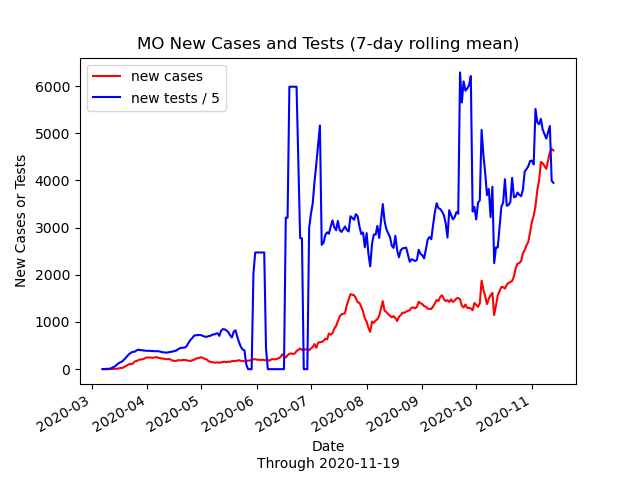 MO New Cases and Tests (7-day rolling mean)
new cases
new tests / 5
New Cases or Tests
6000
5000
4000
3000
2000
1000
0
2020-03
2020-04
2020-05
2020-06
2020-07
2020-08
2020-09
2020-10
2020-11
Date
Through 2020-11-19